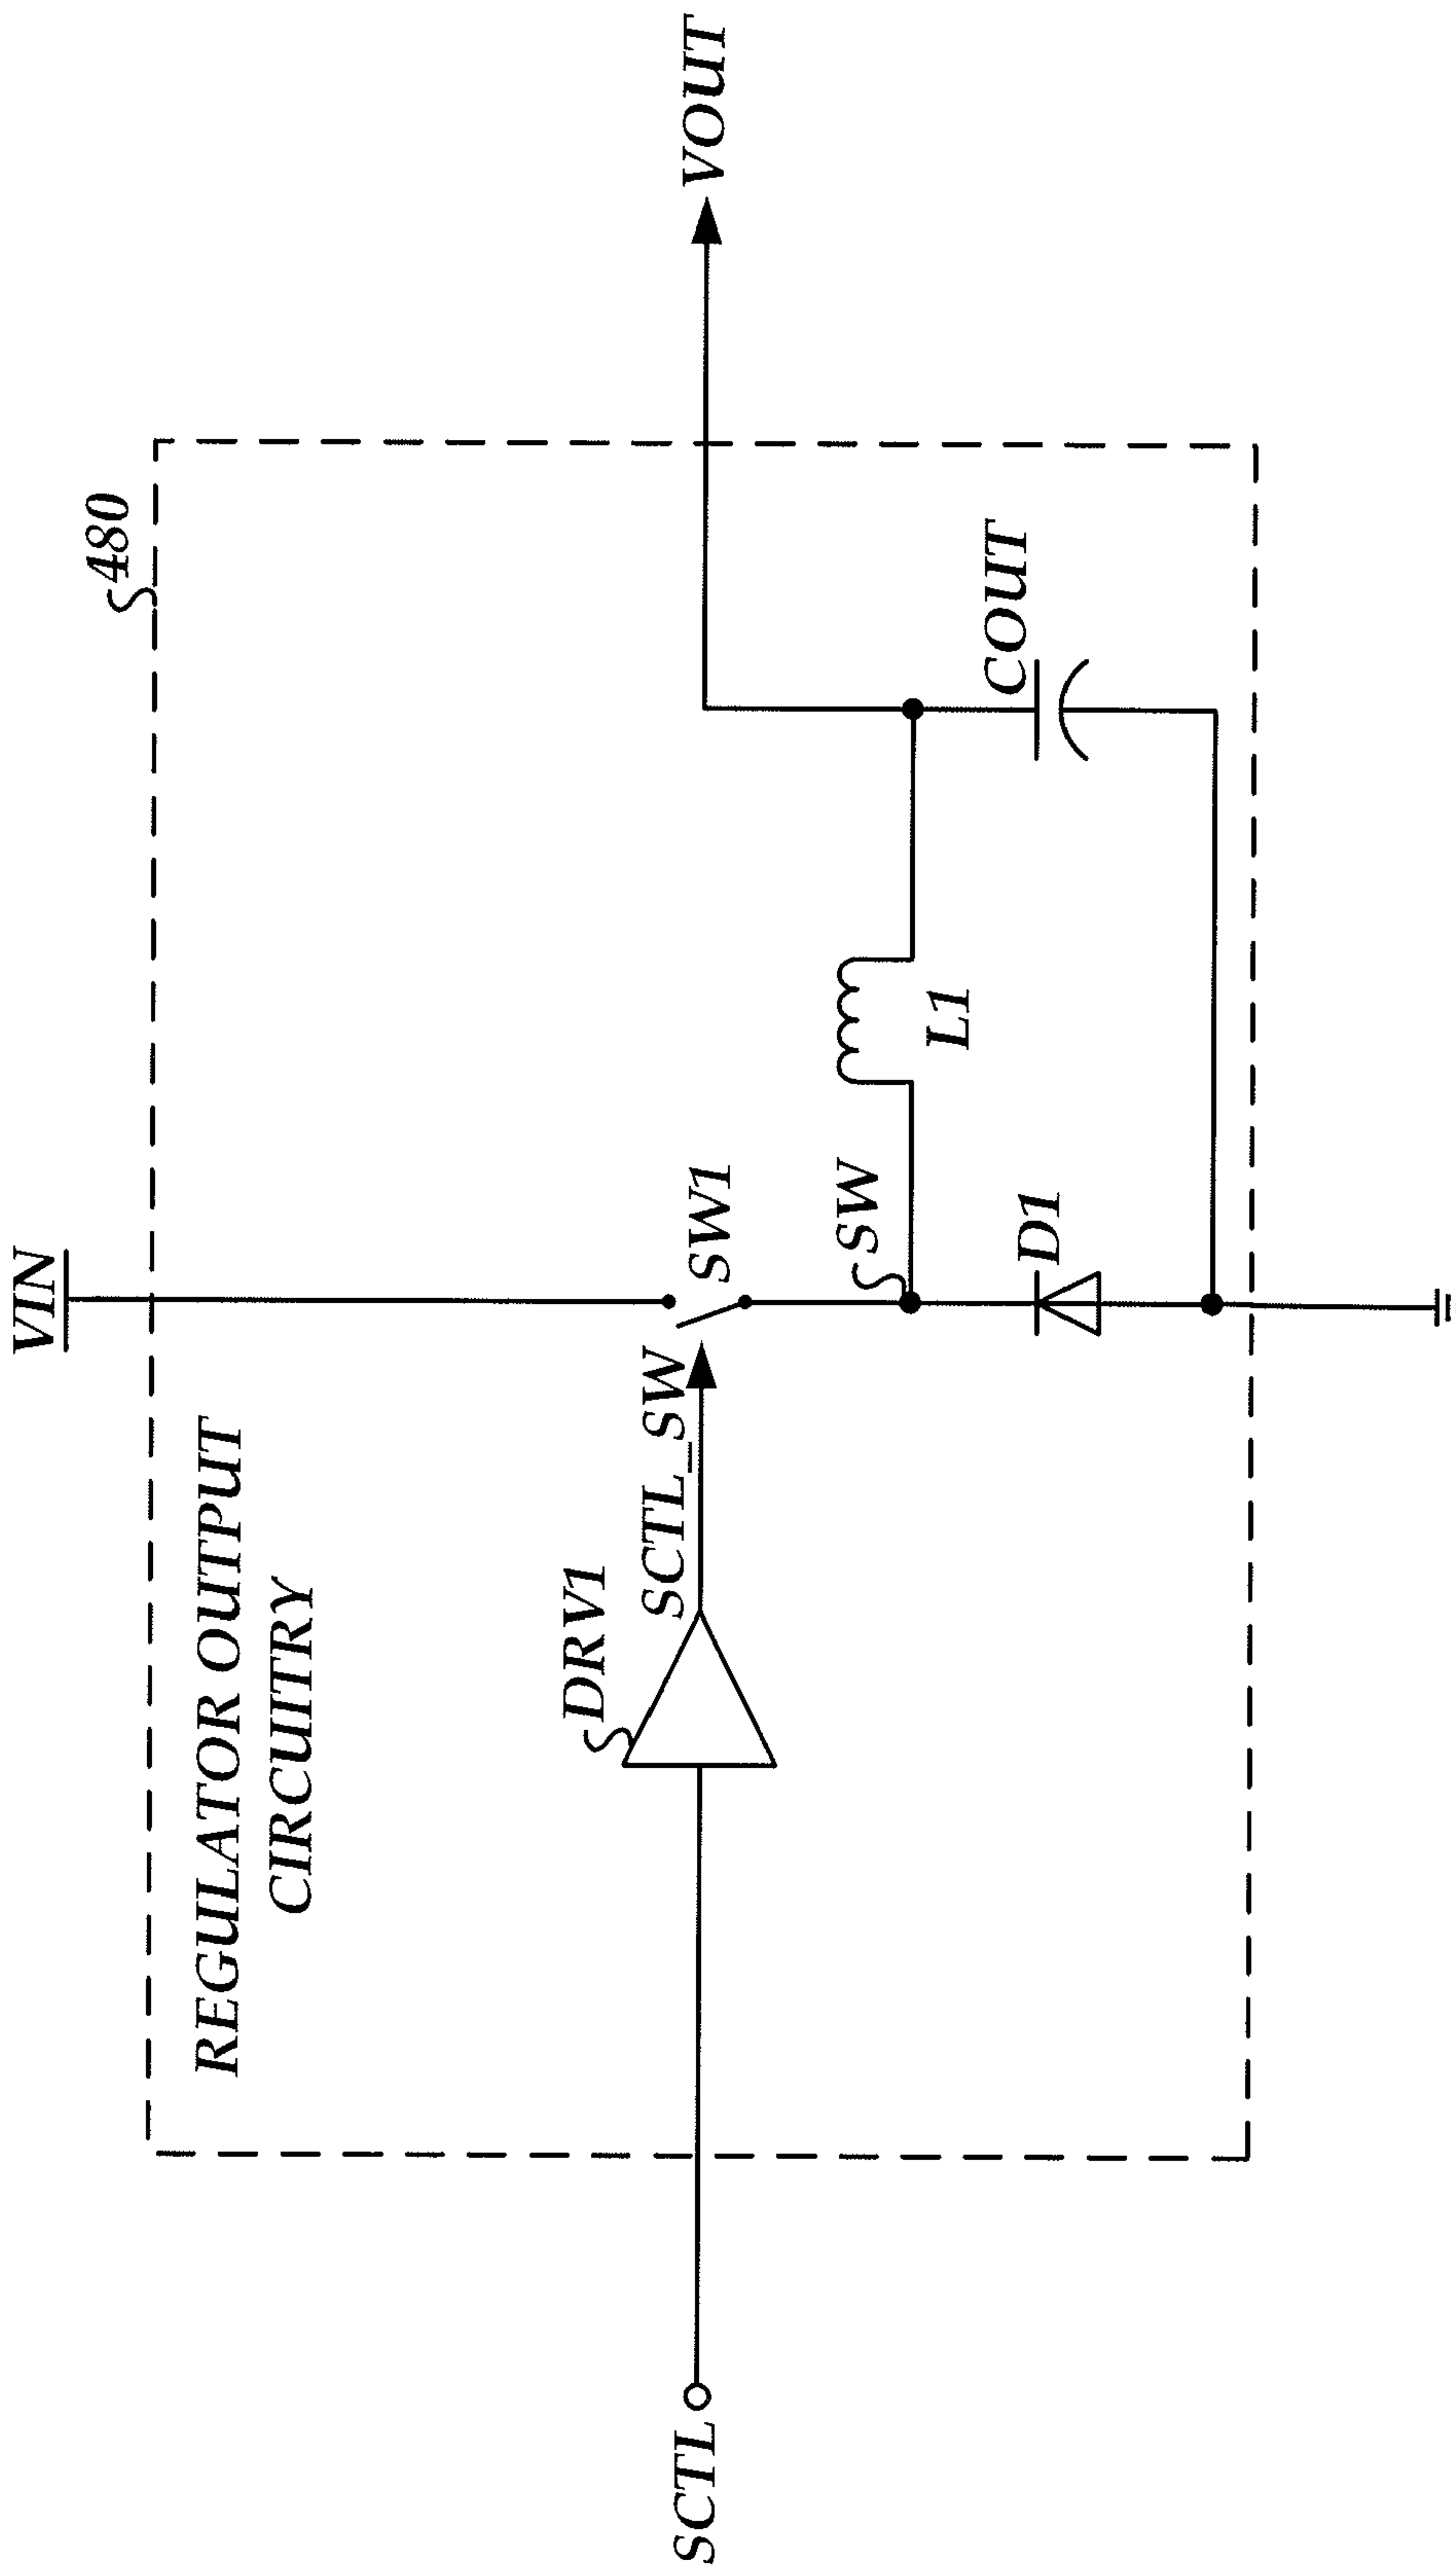 VIN
480
REGULATOR OUTPUT
CIRCUITRY
DRV1
SCTL_SW
SW1
SCTL
VOUT
SW
L1
D1
COUT